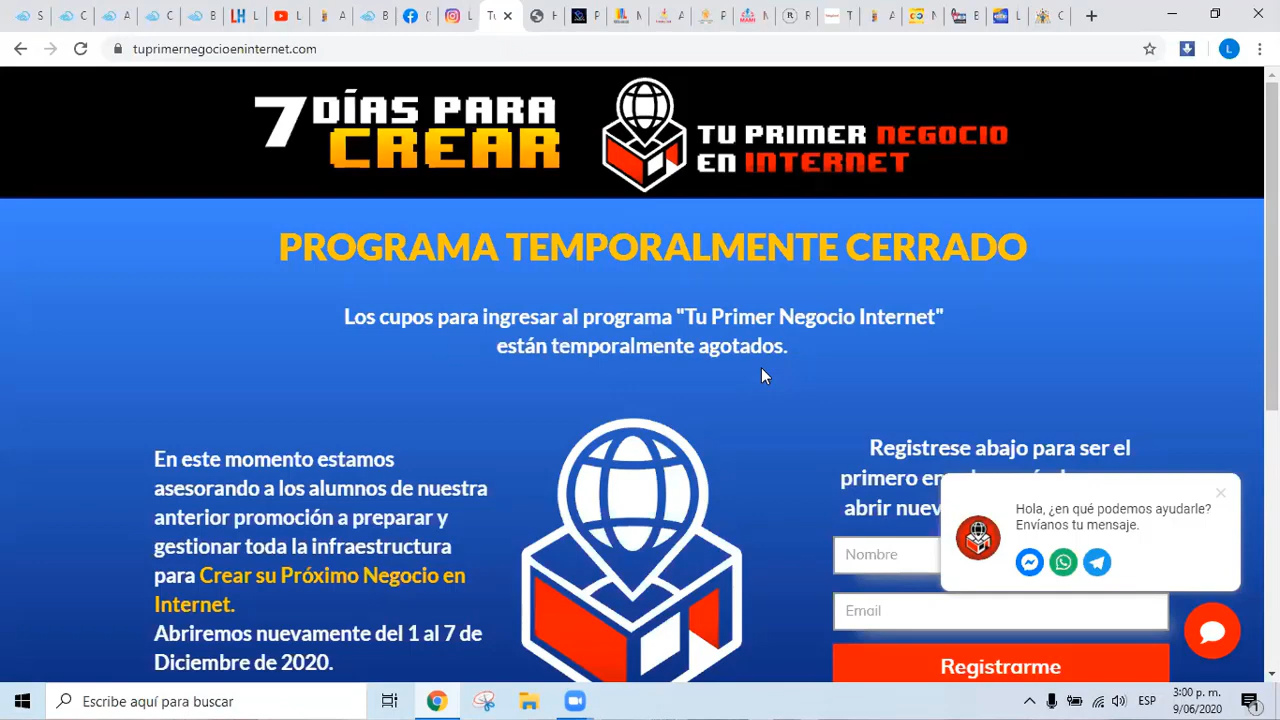 S
C
C
B
LH L
A
B
(
L
Tu
H
P
N
A
P
N
R
T
A
N
B
L
C
tuprimernegocioeninternet.com
L
7 DÍAS PARA
CREAR
TU PRIMER NEGOCIO
EN INTERNET
PROGRAMA TEMPORALMENTE CERRADO
Los cupos para ingresar al programa "Tu Primer Negocio Internet"
están temporalmente agotados.
En este momento estamos
asesorando a los alumnos de nuestra
anterior promoción a preparar y
gestionar toda la infraestructura
para Crear su Próximo Negocio en
Internet.
Abriremos nuevamente del 1 al 7 de
Diciembre de 2020.
Registrese abajo para ser el
primero en
abrir nuev
Nombre
Email
Registrarme
Hola, ¿en qué podemos ayudarle?
Envíanos tu mensaje.
Escribe aquí para buscar
ESP
3:00 p. m.
9/06/2020
1